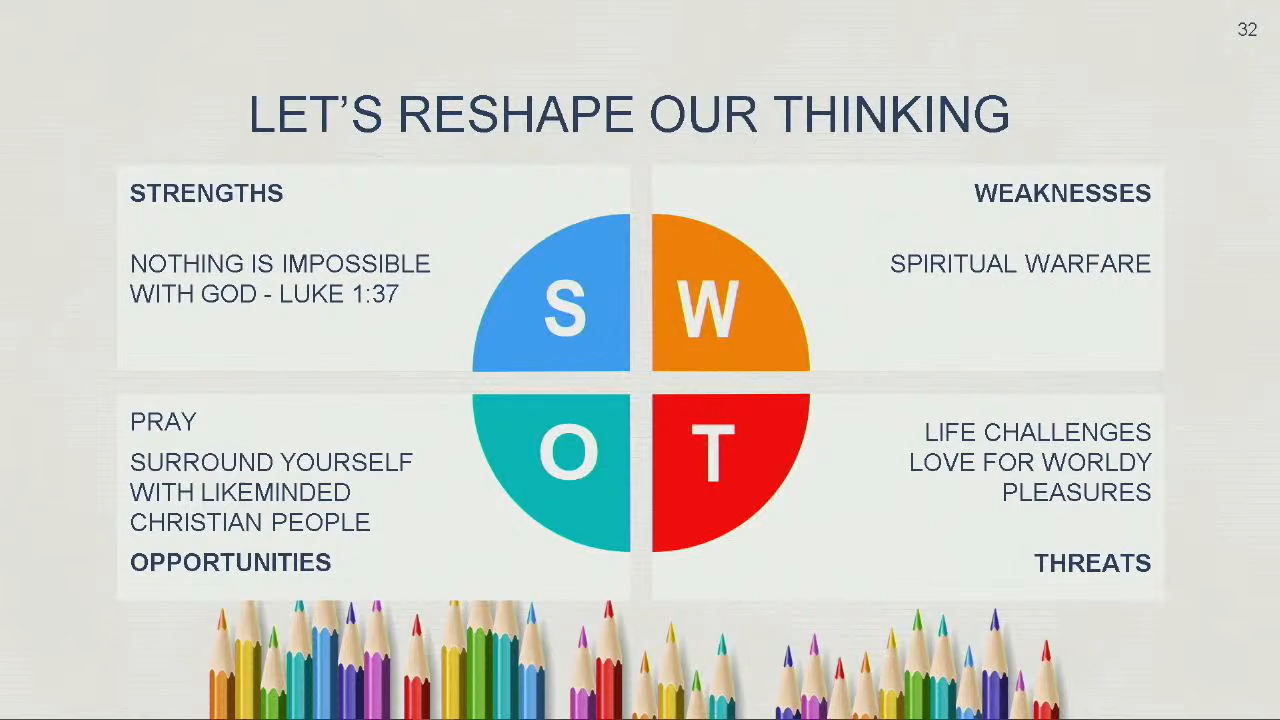 32
LET'S RESHAPE OUR THINKING
STRENGTHS
NOTHING IS IMPOSSIBLE
WITH GOD - LUKE 1:37
WEAKNESSES
SPIRITUAL WARFARE
S
W
O
T
PRAY
SURROUND YOURSELF
WITH LIKEMINDED
CHRISTIAN PEOPLE
OPPORTUNITIES
LIFE CHALLENGES
LOVE FOR WORLDY
PLEASURES
THREATS